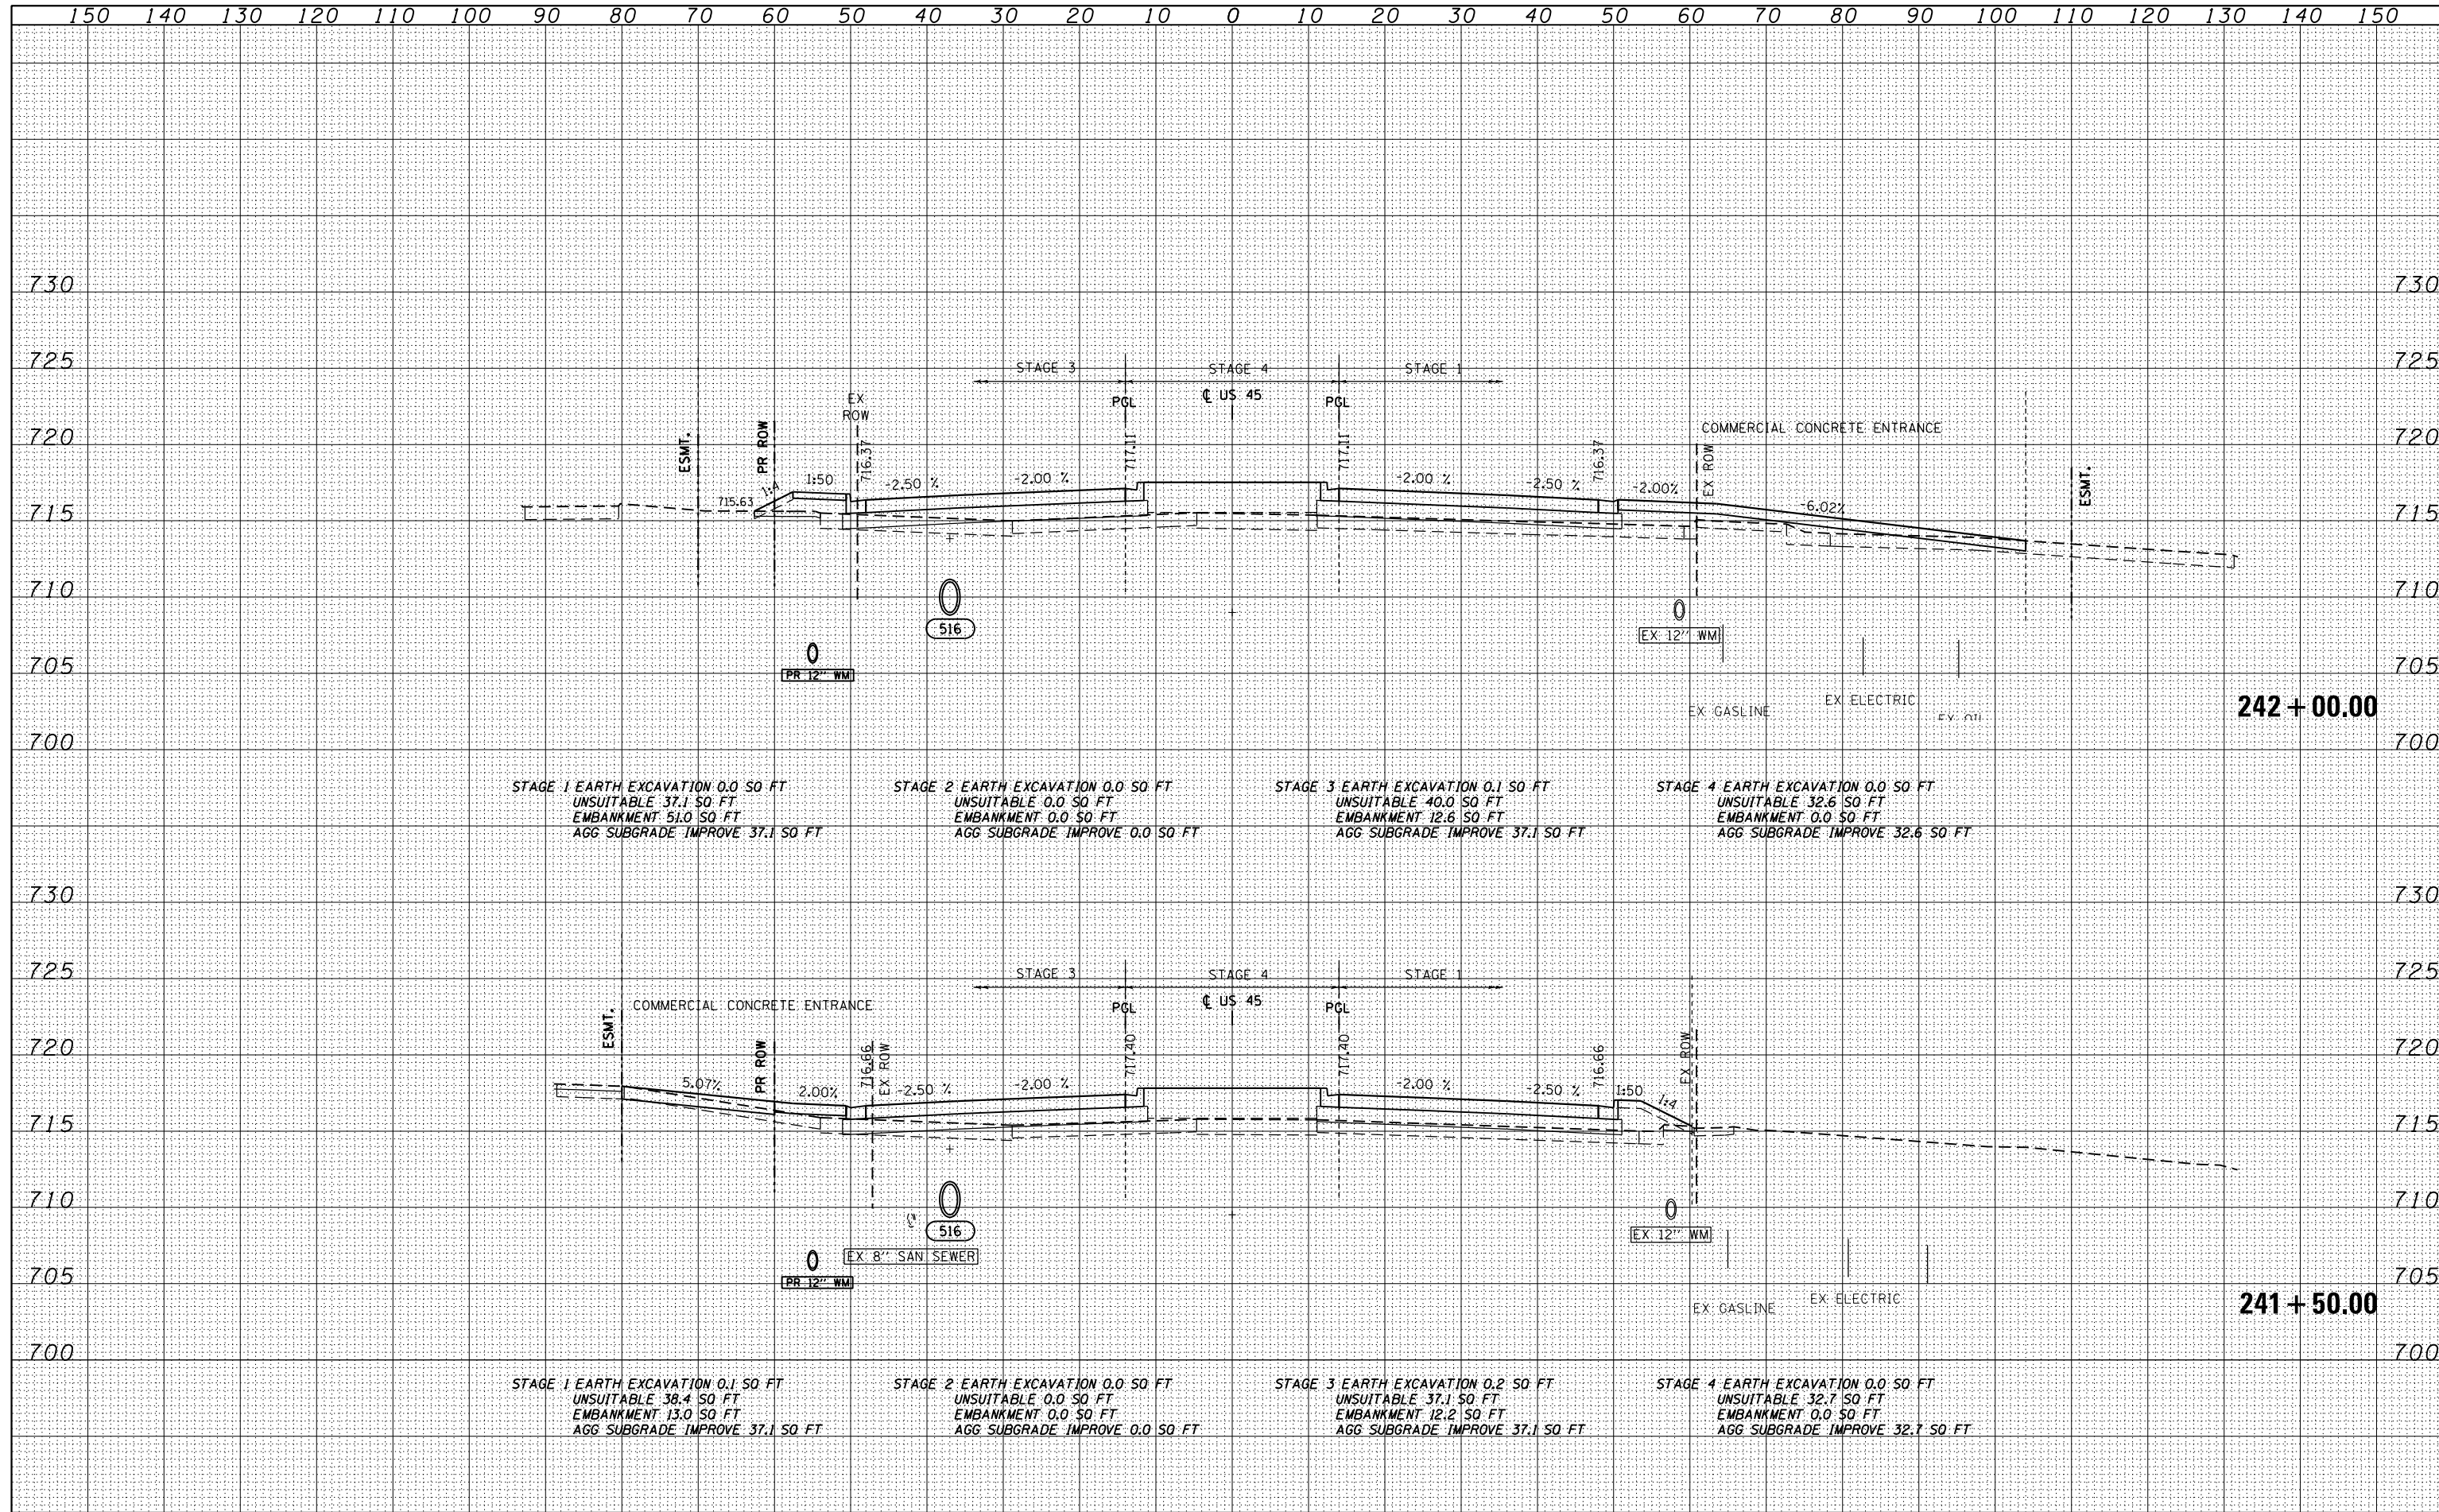 150 140 130 120 110 100 90 80 70 60 50 40 30 20 10 0 10 20 30 40 50 60 70 80 90 100 110 120 130 140 150
730 730
725 725
STAGE 3 STAGE 4 STAGE 1
EX ROW
PGL ℄ US 45 PGL
720 720
ESMT. PR ROW 716.37 717.11 717.11 716.37 COMMERCIAL CONCRETE ENTRANCE
EX ROW ESMT.
715.63 1:4 1:50 -2.50 % -2.00 % -2.00 % -2.50 % -2.00% -6.02%
715 715
710 710
516
EX 12" WM
705 705
PR 12" WM
EX GASLINE EX ELECTRIC EX OIL
242 + 00.00
700 700
STAGE 1 EARTH EXCAVATION 0.0 SQ FT
UNSUITABLE 37.1 SQ FT
EMBANKMENT 51.0 SQ FT
AGG SUBGRADE IMPROVE 37.1 SQ FT
STAGE 2 EARTH EXCAVATION 0.0 SQ FT
UNSUITABLE 0.0 SQ FT
EMBANKMENT 0.0 SQ FT
AGG SUBGRADE IMPROVE 0.0 SQ FT
STAGE 3 EARTH EXCAVATION 0.1 SQ FT
UNSUITABLE 40.0 SQ FT
EMBANKMENT 12.6 SQ FT
AGG SUBGRADE IMPROVE 37.1 SQ FT
STAGE 4 EARTH EXCAVATION 0.0 SQ FT
UNSUITABLE 32.6 SQ FT
EMBANKMENT 0.0 SQ FT
AGG SUBGRADE IMPROVE 32.6 SQ FT
730 730
725 725
STAGE 3 STAGE 4 STAGE 1
ESMT. COMMERCIAL CONCRETE ENTRANCE
PGL ℄ US 45 PGL
720 720
PR ROW 716.66 EX ROW 717.40 717.40 716.66 EX ROW
5.07% 2.00% -2.50 % -2.00 % -2.00 % -2.50 % 1:50 1:4
715 715
710 710
516
EX 12" WM
EX 8" SAN SEWER
705 705
PR 12" WM
EX GASLINE EX ELECTRIC
241 + 50.00
700 700
STAGE 1 EARTH EXCAVATION 0.1 SQ FT
UNSUITABLE 38.4 SQ FT
EMBANKMENT 13.0 SQ FT
AGG SUBGRADE IMPROVE 37.1 SQ FT
STAGE 2 EARTH EXCAVATION 0.0 SQ FT
UNSUITABLE 0.0 SQ FT
EMBANKMENT 0.0 SQ FT
AGG SUBGRADE IMPROVE 0.0 SQ FT
STAGE 3 EARTH EXCAVATION 0.2 SQ FT
UNSUITABLE 37.1 SQ FT
EMBANKMENT 12.2 SQ FT
AGG SUBGRADE IMPROVE 37.1 SQ FT
STAGE 4 EARTH EXCAVATION 0.0 SQ FT
UNSUITABLE 32.7 SQ FT
EMBANKMENT 0.0 SQ FT
AGG SUBGRADE IMPROVE 32.7 SQ FT